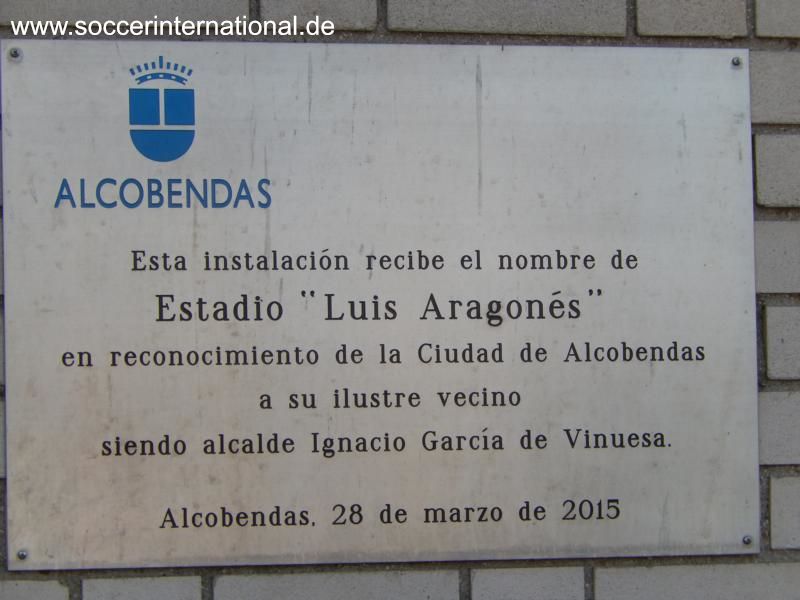 www.soccerinternational.de
ALCOBENDAS
Esta instalación recibe el nombre de
Estadio "Luis Aragonés"
en reconocimiento de la Ciudad de Alcobendas
a su ilustre vecino
siendo alcalde Ignacio García de Vinuesa.
Alcobendas, 28 de marzo de 2015